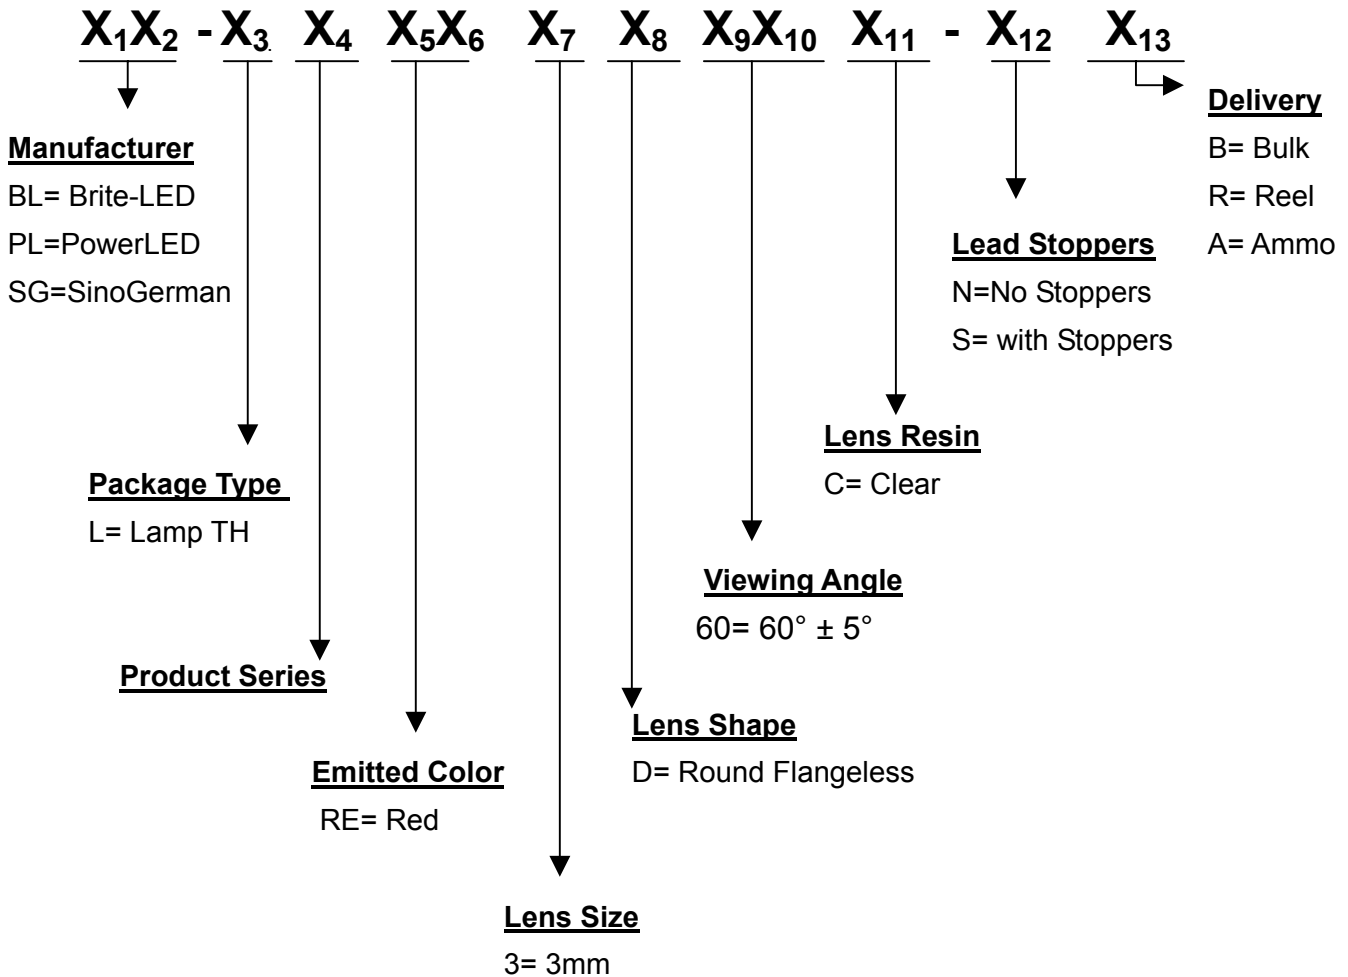 X₁X₂ - X₃ X₄ X₅X₆ X₇ X₈ X₉X₁₀ X₁₁ - X₁₂ X₁₃
Manufacturer
BL= Brite-LED
PL=PowerLED
SG=SinoGerman
Package Type
L= Lamp TH
Product Series
Emitted Color
RE= Red
Lens Size
3= 3mm
Lens Shape
D= Round Flangeless
Viewing Angle
60= 60° ± 5°
Lens Resin
C= Clear
Lead Stoppers
N=No Stoppers
S= with Stoppers
Delivery
B= Bulk
R= Reel
A= Ammo